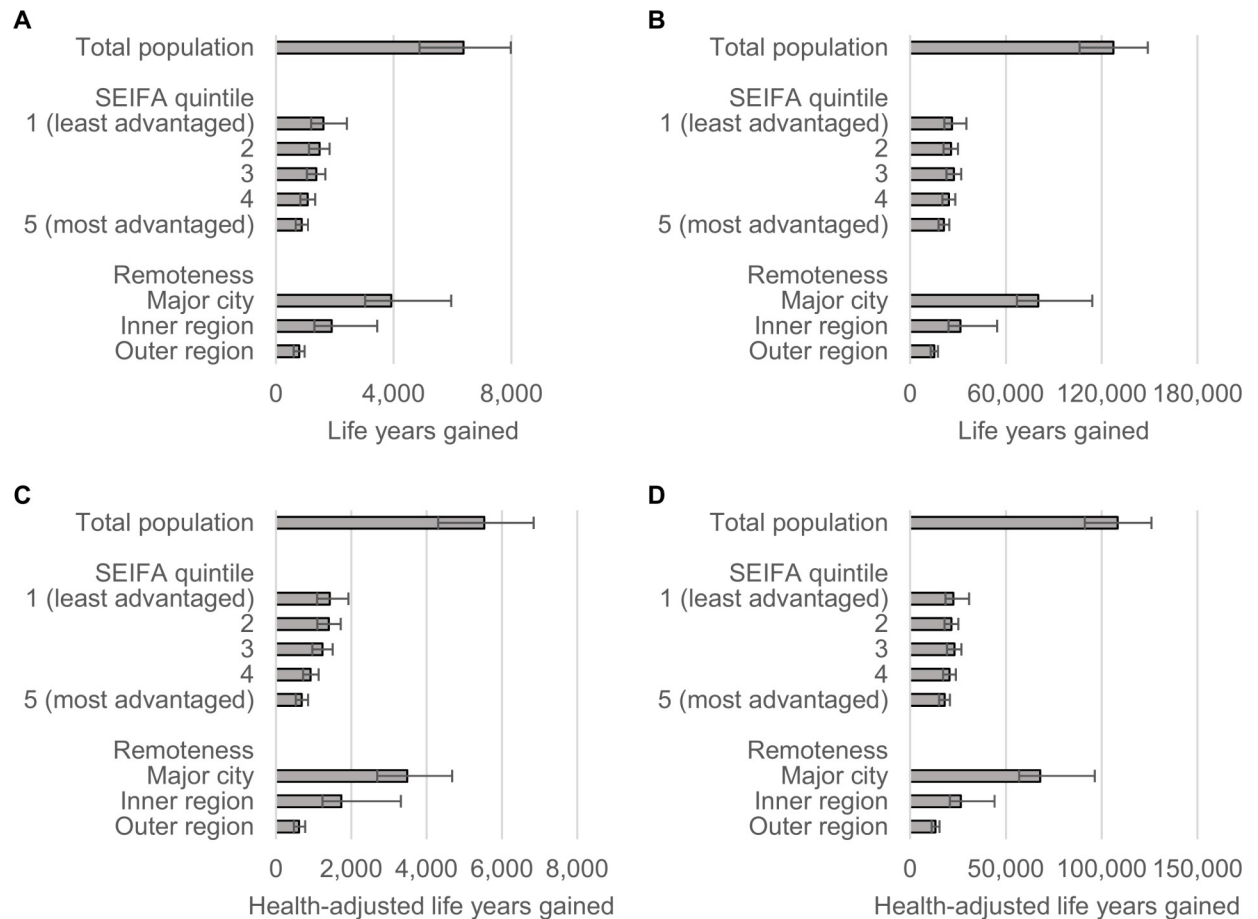 A
Total population
SEIFA quintile
1 (least advantaged)
2
3
4
5 (most advantaged)
Remoteness
Major city
Inner region
Outer region
0 4,000 8,000
Life years gained
B
Total population
SEIFA quintile
1 (least advantaged)
2
3
4
5 (most advantaged)
Remoteness
Major city
Inner region
Outer region
0 60,000 120,000 180,000
Life years gained
C
Total population
SEIFA quintile
1 (least advantaged)
2
3
4
5 (most advantaged)
Remoteness
Major city
Inner region
Outer region
0 2,000 4,000 6,000 8,000
Health-adjusted life years gained
D
Total population
SEIFA quintile
1 (least advantaged)
2
3
4
5 (most advantaged)
Remoteness
Major city
Inner region
Outer region
0 50,000 100,000 150,000
Health-adjusted life years gained